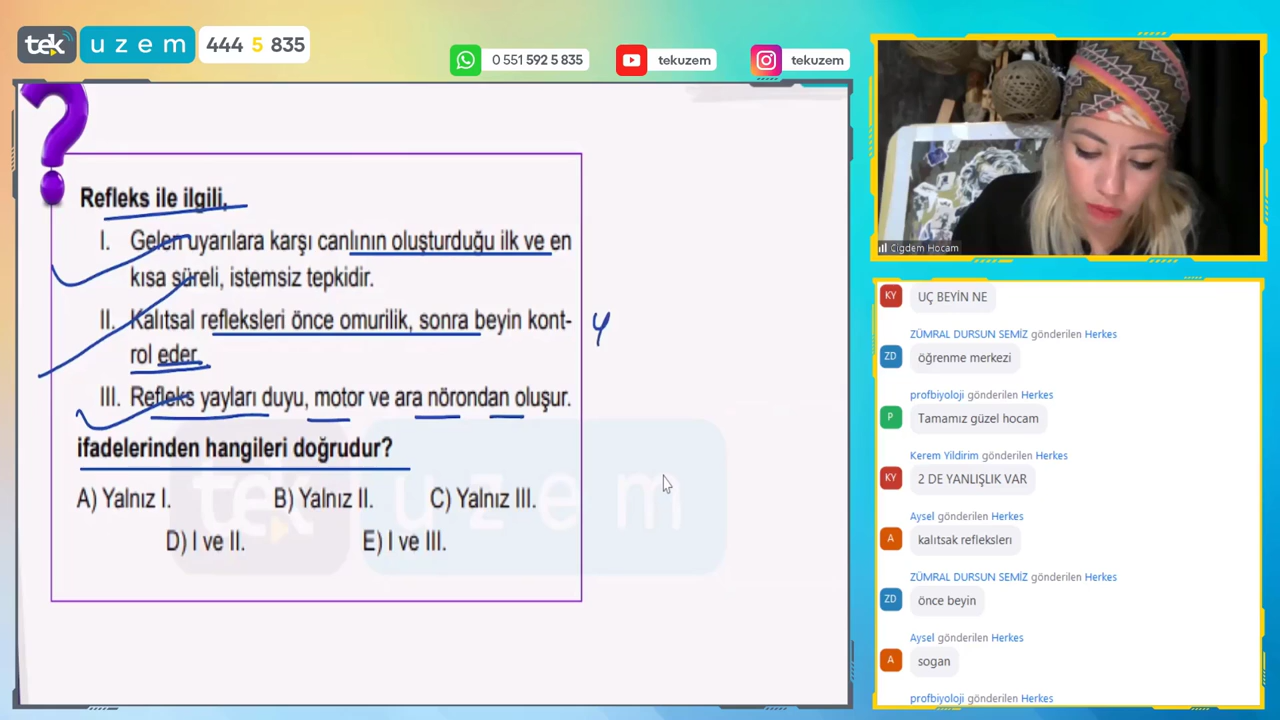 tek uzem 444 5 835
0 551 592 5 835 tekuzem tekuzem
Refleks ile ilgili,
I. Gelen uyarılara karşı canlının oluşturduğu ilk ve en
kısa süreli, istemsiz tepkidir.
II. Kalıtsal refleksleri önce omurilik, sonra beyin kont-
rol eder.
III. Refleks yayları duyu, motor ve ara nörondan oluşur.
ifadelerinden hangileri doğrudur?
A) Yalnız I. B) Yalnız II. C) Yalnız III.
D) I ve II. E) I ve III.
tek uzem
Çigdem Hocam
KY UÇ BEYİN NE
ZÜMRAL DURSUN SEMİZ gönderilen Herkes
ZD öğrenme merkezi
profbiyoloji gönderilen Herkes
P Tamamız güzel hocam
Kerem Yildirim gönderilen Herkes
KY 2 DE YANLIŞLIK VAR
Aysel gönderilen Herkes
A kalıtsak refleksleri
ZÜMRAL DURSUN SEMİZ gönderilen Herkes
ZD önce beyin
Aysel gönderilen Herkes
A sogan
profbiyoloji gönderilen Herkes